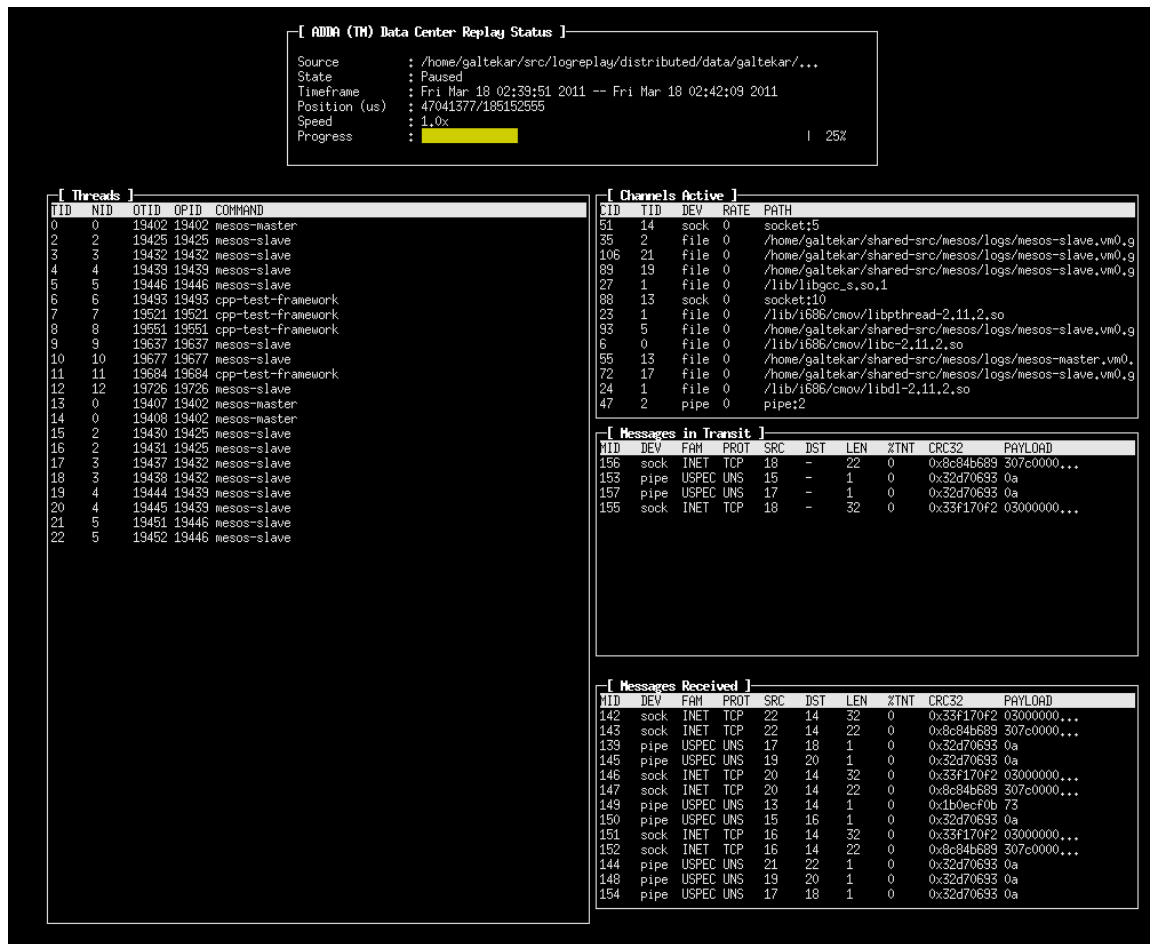 [ ADDA (TM) Data Center Replay Status ]
Source : /home/galtekar/src/logreplay/distributed/data/galtekar/...
State : Paused
Timeframe : Fri Mar 18 02:39:51 2011 -- Fri Mar 18 02:42:09 2011
Position (us) : 47041377/185152555
Speed : 1.0x
Progress : | 25%
[ Threads ]
TID NID OTID OPID COMMAND
0 0 19402 19402 mesos-master
2 2 19425 19425 mesos-slave
3 3 19432 19432 mesos-slave
4 4 19439 19439 mesos-slave
5 5 19446 19446 mesos-slave
6 6 19493 19493 cpp-test-framework
7 7 19521 19521 cpp-test-framework
8 8 19551 19551 cpp-test-framework
9 9 19637 19637 mesos-slave
10 10 19677 19677 mesos-slave
11 11 19684 19684 cpp-test-framework
12 12 19726 19726 mesos-slave
13 0 19407 19402 mesos-master
14 0 19408 19402 mesos-master
15 2 19430 19425 mesos-slave
16 2 19431 19425 mesos-slave
17 3 19437 19432 mesos-slave
18 3 19438 19432 mesos-slave
19 4 19444 19439 mesos-slave
20 4 19445 19439 mesos-slave
21 5 19451 19446 mesos-slave
22 5 19452 19446 mesos-slave
[ Channels Active ]
CID TID DEV RATE PATH
51 14 sock 0 socket:5
35 2 file 0 /home/galtekar/shared-src/mesos/logs/mesos-slave.vm0.g
106 21 file 0 /home/galtekar/shared-src/mesos/logs/mesos-slave.vm0.g
89 19 file 0 /home/galtekar/shared-src/mesos/logs/mesos-slave.vm0.g
27 1 file 0 /lib/libgcc_s.so.1
88 13 sock 0 socket:10
23 1 file 0 /lib/i686/cmov/libpthread-2.11.2.so
93 5 file 0 /home/galtekar/shared-src/mesos/logs/mesos-slave.vm0.g
6 0 file 0 /lib/i686/cmov/libc-2.11.2.so
55 13 file 0 /home/galtekar/shared-src/mesos/logs/mesos-master.vm0.
72 17 file 0 /home/galtekar/shared-src/mesos/logs/mesos-slave.vm0.g
24 1 file 0 /lib/i686/cmov/libdl-2.11.2.so
47 2 pipe 0 pipe:2
[ Messages in Transit ]
MID DEV FAM PROT SRC DST LEN %TNT CRC32 PAYLOAD
156 sock INET TCP 18 - 22 0 0x8c84b689 307c0000...
153 pipe USPEC UNS 15 - 1 0 0x32d70693 0a
157 pipe USPEC UNS 17 - 1 0 0x32d70693 0a
155 sock INET TCP 18 - 32 0 0x33f170f2 03000000...
[ Messages Received ]
MID DEV FAM PROT SRC DST LEN %TNT CRC32 PAYLOAD
142 sock INET TCP 22 14 32 0 0x33f170f2 03000000...
143 sock INET TCP 22 14 22 0 0x8c84b689 307c0000...
139 pipe USPEC UNS 17 18 1 0 0x32d70693 0a
145 pipe USPEC UNS 19 20 1 0 0x32d70693 0a
146 sock INET TCP 20 14 32 0 0x33f170f2 03000000...
147 sock INET TCP 20 14 22 0 0x8c84b689 307c0000...
149 pipe USPEC UNS 13 14 1 0 0x1b0ecf0b 73
150 pipe USPEC UNS 15 16 1 0 0x32d70693 0a
151 sock INET TCP 16 14 32 0 0x33f170f2 03000000...
152 sock INET TCP 16 14 22 0 0x8c84b689 307c0000...
144 pipe USPEC UNS 21 22 1 0 0x32d70693 0a
148 pipe USPEC UNS 19 20 1 0 0x32d70693 0a
154 pipe USPEC UNS 17 18 1 0 0x32d70693 0a